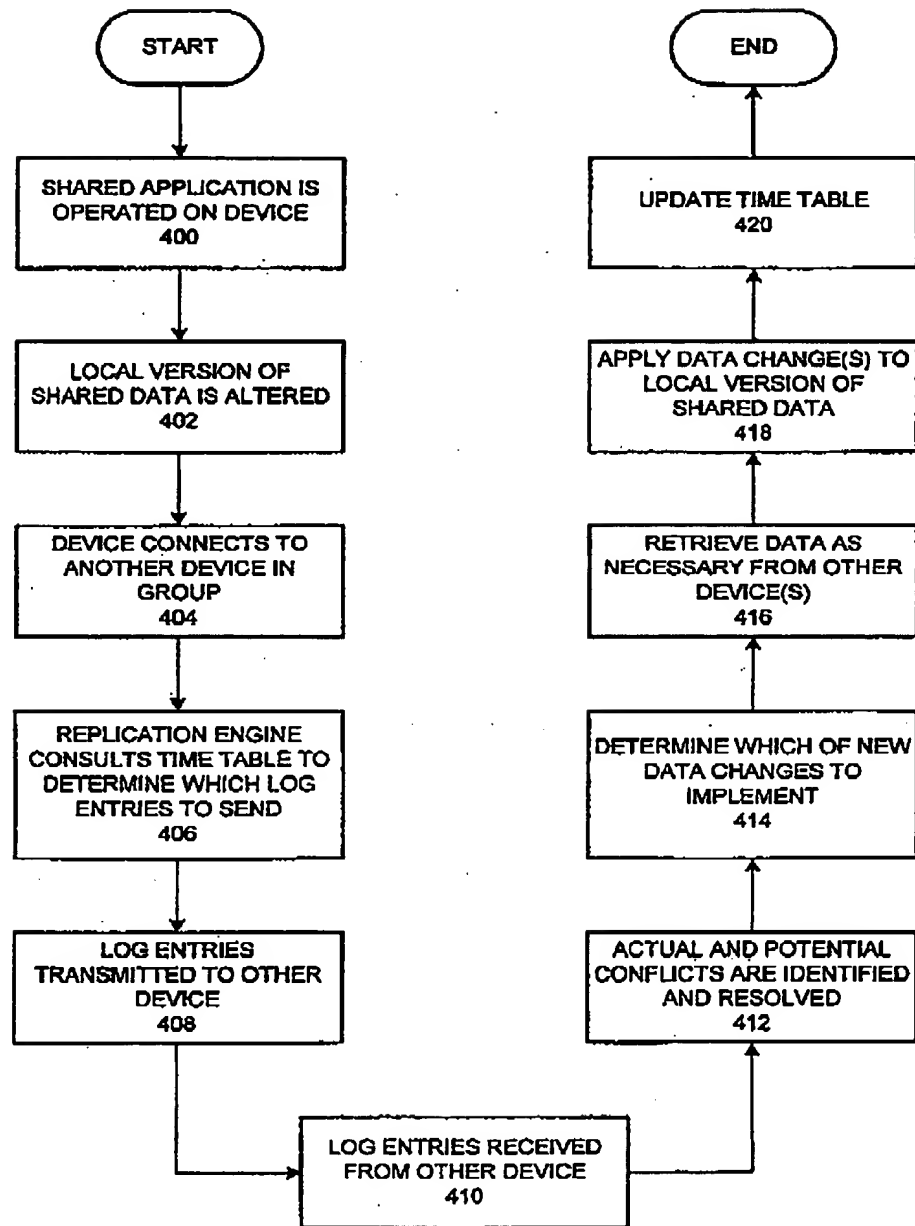 START
SHARED APPLICATION IS
OPERATED ON DEVICE
400
LOCAL VERSION OF
SHARED DATA IS ALTERED
402
DEVICE CONNECTS TO
ANOTHER DEVICE IN
GROUP
404
REPLICATION ENGINE
CONSULTS TIME TABLE TO
DETERMINE WHICH LOG
ENTRIES TO SEND
406
LOG ENTRIES
TRANSMITTED TO OTHER
DEVICE
408
LOG ENTRIES RECEIVED
FROM OTHER DEVICE
410
ACTUAL AND POTENTIAL
CONFLICTS ARE IDENTIFIED
AND RESOLVED
412
DETERMINE WHICH OF NEW
DATA CHANGES TO
IMPLEMENT
414
RETRIEVE DATA AS
NECESSARY FROM OTHER
DEVICE(S)
416
APPLY DATA CHANGE(S) TO
LOCAL VERSION OF
SHARED DATA
418
UPDATE TIME TABLE
420
END